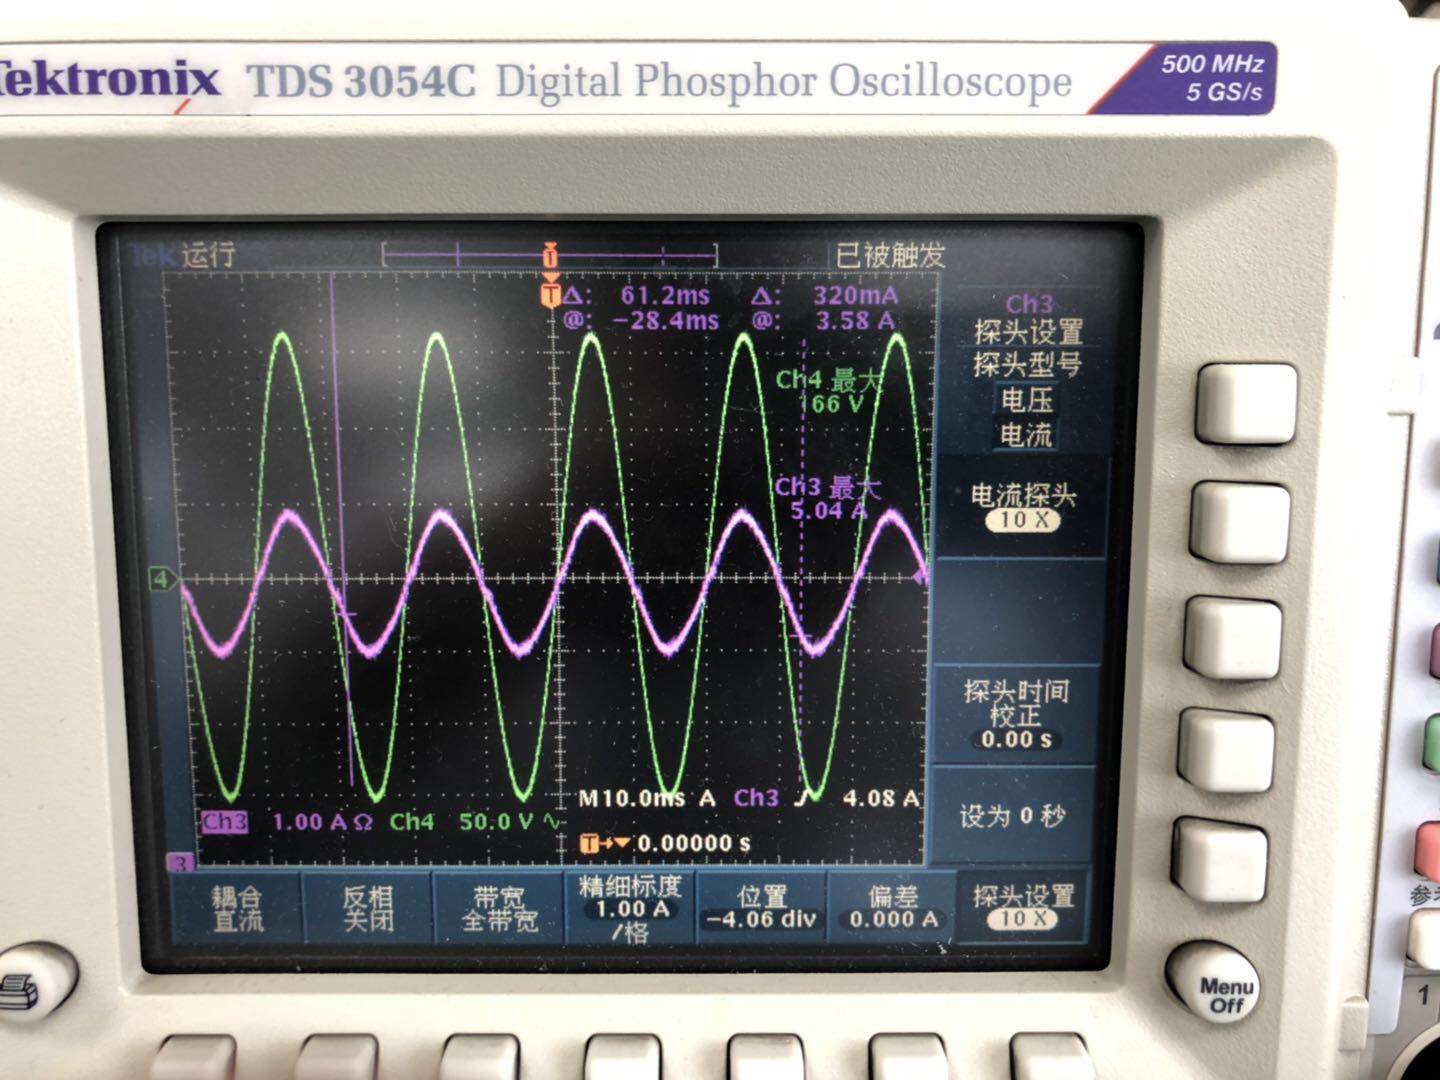 Tektronix TDS 3054C Digital Phosphor Oscilloscope
500 MHz
5 GS/s
Tek 运行
已被触发
T
T
Δ: 61.2ms Δ: 320mA
@: −28.4ms @: 3.58 A
Ch4 最大
166 V
Ch3 最大
5.04 A
4
M10.0ms A Ch3 4.08 A
Ch3 1.00 A Ω Ch4 50.0 V ∿
T→▼ 0.00000 s
3
Ch3
探头设置
探头型号
电压
电流
电流探头
10 X
探头时间
校正
0.00 s
设为 0 秒
耦合
直流
反相
关闭
带宽
全带宽
精细标度
1.00 A
/格
位置
−4.06 div
偏差
0.000 A
探头设置
10 X
Menu
Off
1